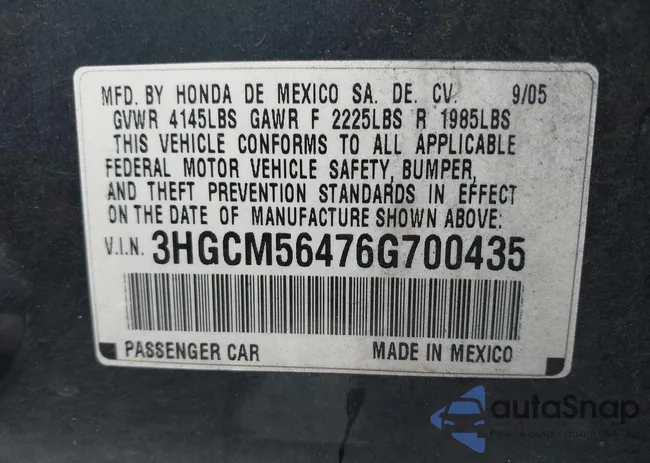 MFD. BY HONDA DE MEXICO SA. DE. CV. 9/05
GVWR 4145LBS GAWR F 2225LBS R 1985LBS
THIS VEHICLE CONFORMS TO ALL APPLICABLE
FEDERAL MOTOR VEHICLE SAFETY, BUMPER,
AND THEFT PREVENTION STANDARDS IN EFFECT
ON THE DATE OF MANUFACTURE SHOWN ABOVE.
V.I.N. 3HGCM56476G700435
PASSENGER CAR MADE IN MEXICO
autoSnap